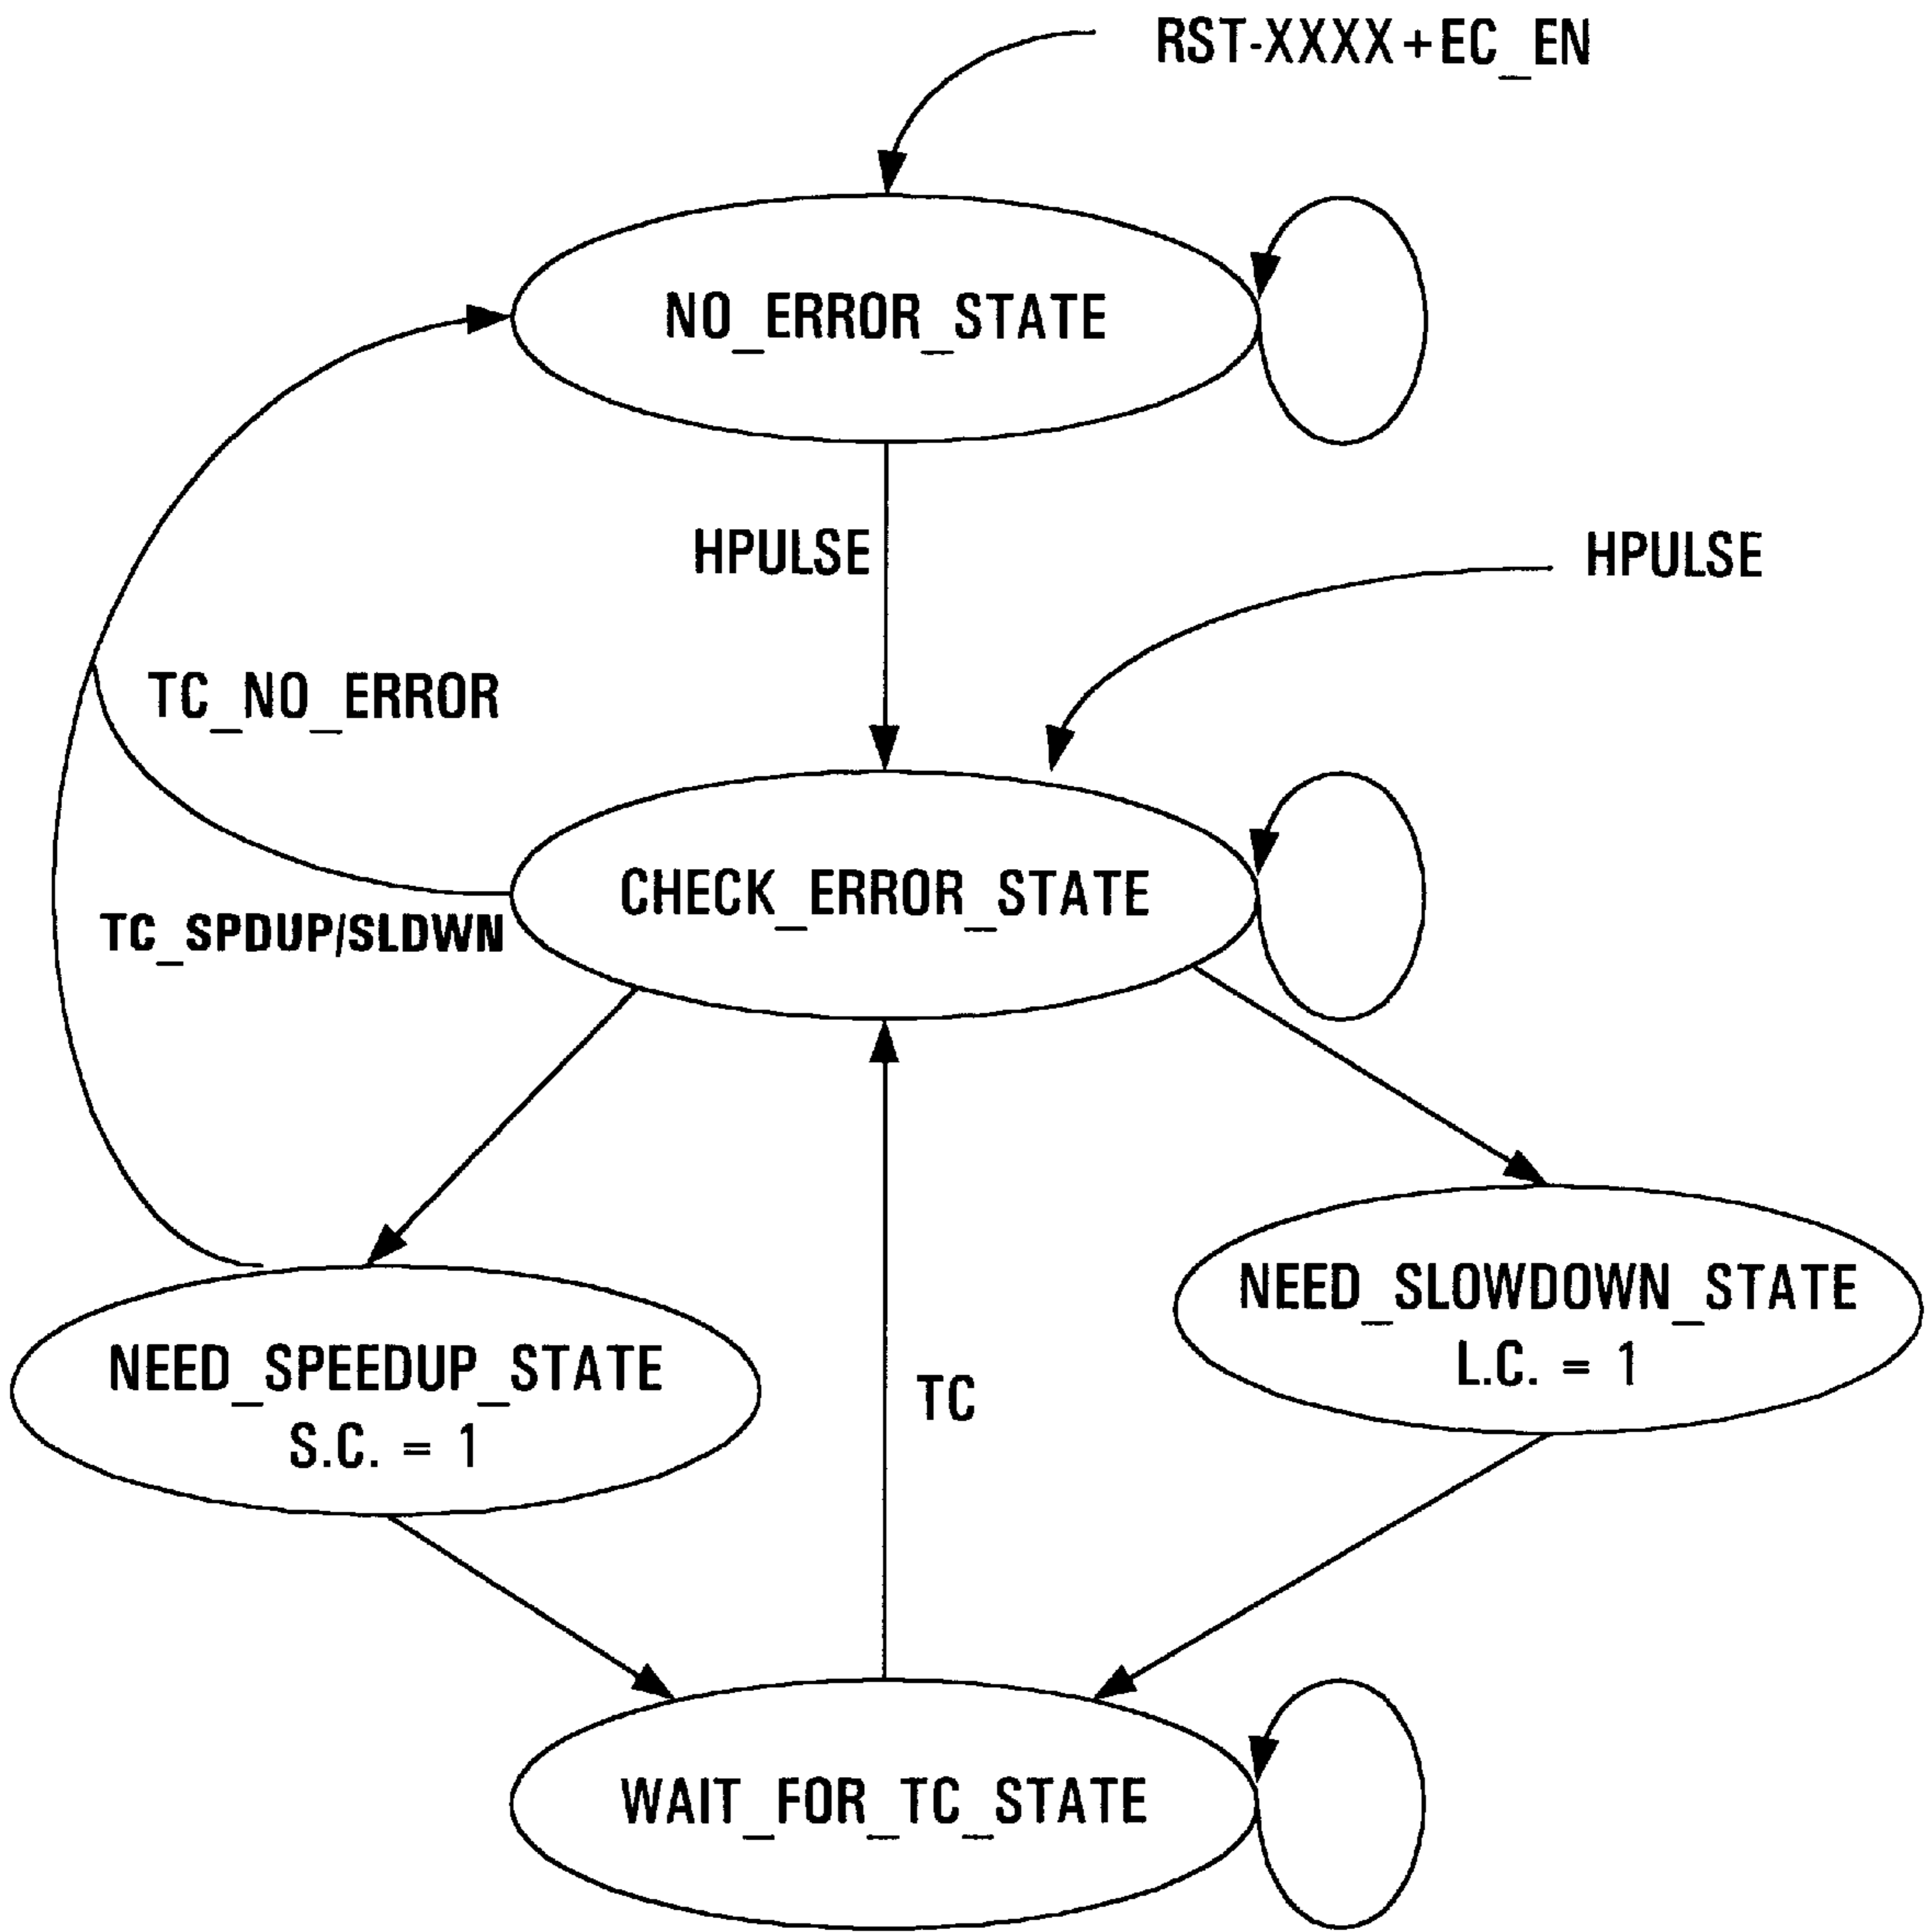 RST-XXXX+EC_EN
NO_ERROR_STATE
HPULSE
HPULSE
TC_NO_ERROR
CHECK_ERROR_STATE
TC_SPDUP/SLDWN
NEED_SLOWDOWN_STATE
L.C. = 1
NEED_SPEEDUP_STATE
S.C. = 1
TC
WAIT_FOR_TC_STATE